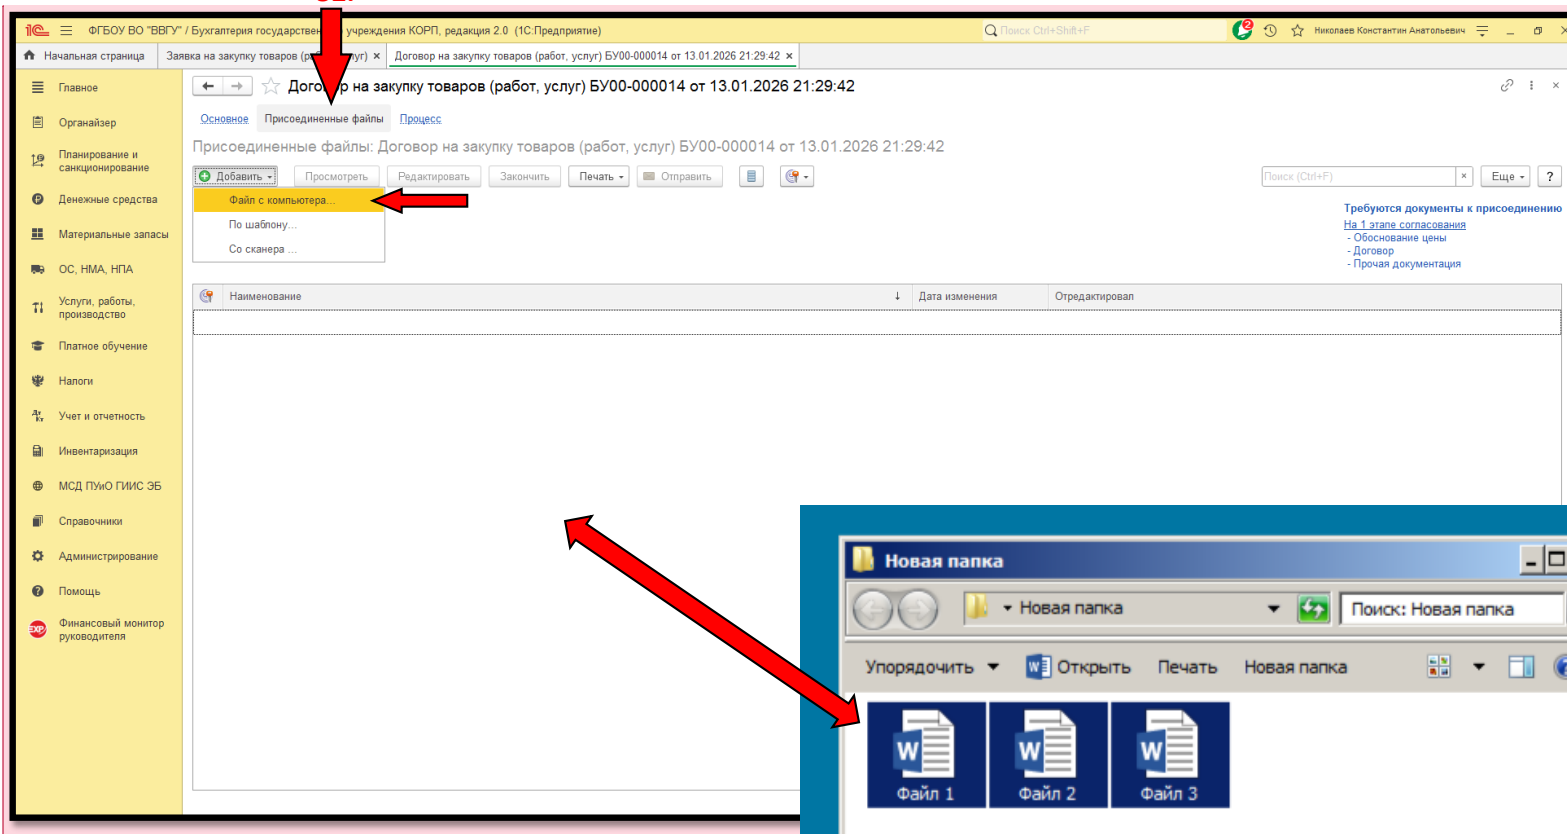 1С ФГБОУ ВО "ВВГУ" / Бухгалтерия государственно учреждения КОРП, редакция 2.0 (1С:Предприятие) Поиск Ctrl+Shift+F 2 Николаев Константин Анатольевич
Начальная страница Заявка на закупку товаров (ра луг) × Договор на закупку товаров (работ, услуг) БУ00-000014 от 13.01.2026 21:29:42 ×
Главное
Органайзер
Планирование и
санкционирование
Денежные средства
Материальные запасы
ОС, НМА, НПА
Услуги, работы,
производство
Платное обучение
Налоги
Учет и отчетность
Инвентаризация
МСД ПУиО ГИИС ЭБ
Справочники
Администрирование
Помощь
Финансовый монитор
руководителя
Договор на закупку товаров (работ, услуг) БУ00-000014 от 13.01.2026 21:29:42
Основное Присоединенные файлы Процесс
Присоединенные файлы: Договор на закупку товаров (работ, услуг) БУ00-000014 от 13.01.2026 21:29:42
Добавить Просмотреть Редактировать Закончить Печать Отправить Поиск (Ctrl+F) × Еще ?
Файл с компьютера...
По шаблону...
Со сканера ...
Требуются документы к присоединению
На 1 этапе согласования
- Обоснование цены
- Договор
- Прочая документация
Наименование ↓ Дата изменения Отредактировал
Новая папка
Новая папка Поиск: Новая папка
Упорядочить Открыть Печать Новая папка
Файл 1 Файл 2 Файл 3